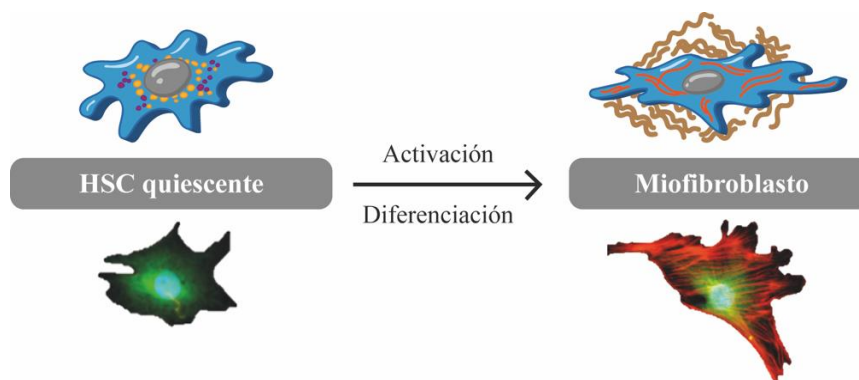 HSC quiescente
Activación
Diferenciación
Miofibroblasto